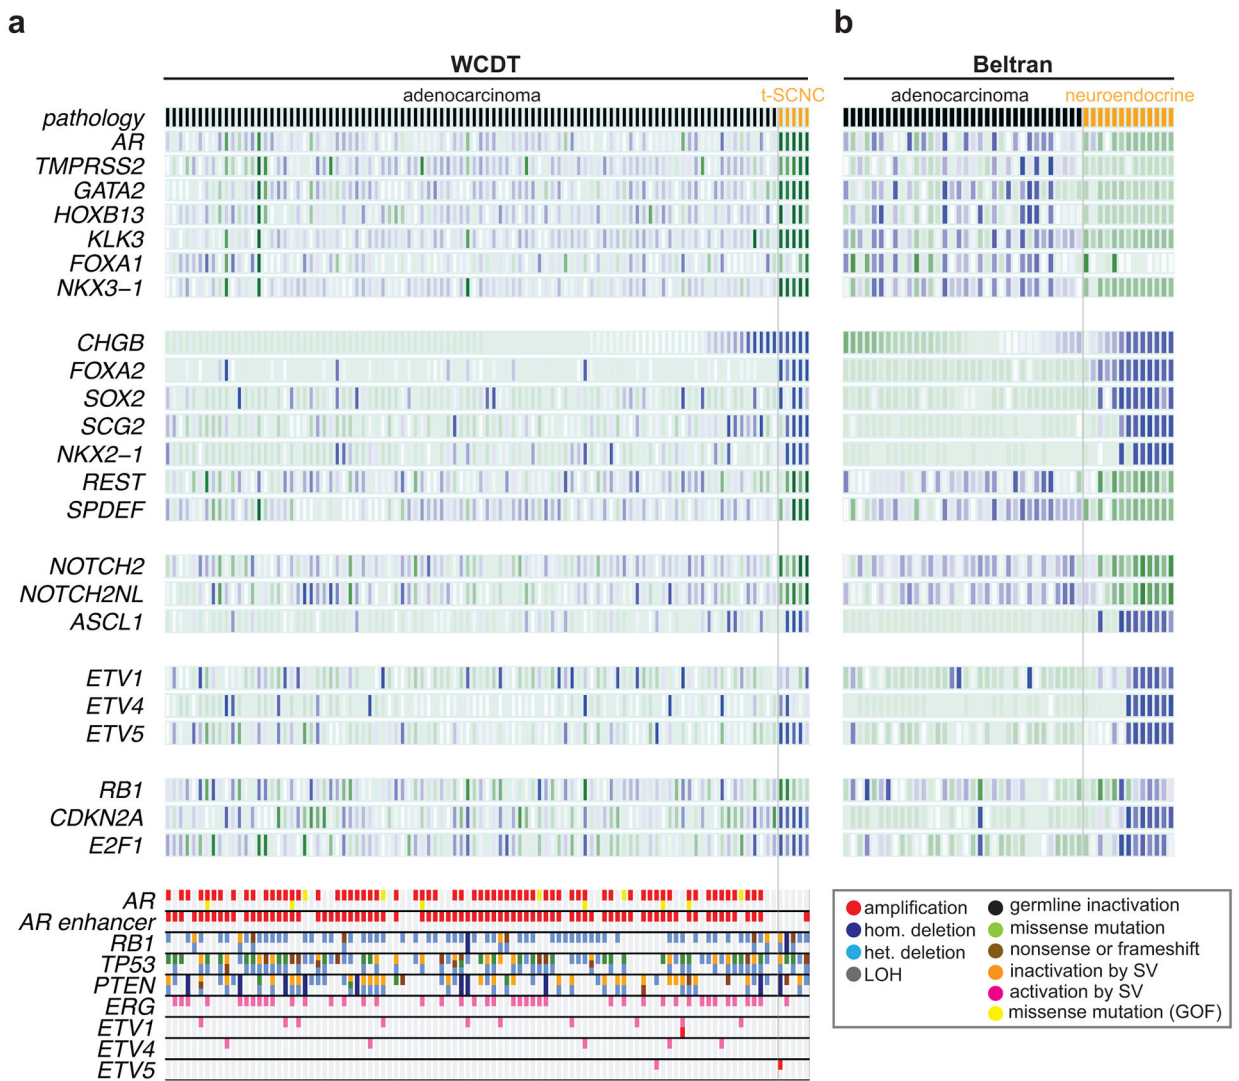 a
b
WCDT
Beltran
adenocarcinoma
t-SCNC
adenocarcinoma
neuroendocrine
pathology
AR
TMPRSS2
GATA2
HOXB13
KLK3
FOXA1
NKX3−1
CHGB
FOXA2
SOX2
SCG2
NKX2−1
REST
SPDEF
NOTCH2
NOTCH2NL
ASCL1
ETV1
ETV4
ETV5
RB1
CDKN2A
E2F1
AR
AR enhancer
RB1
TP53
PTEN
ERG
ETV1
ETV4
ETV5
amplification
hom. deletion
het. deletion
LOH
germline inactivation
missense mutation
nonsense or frameshift
inactivation by SV
activation by SV
missense mutation (GOF)